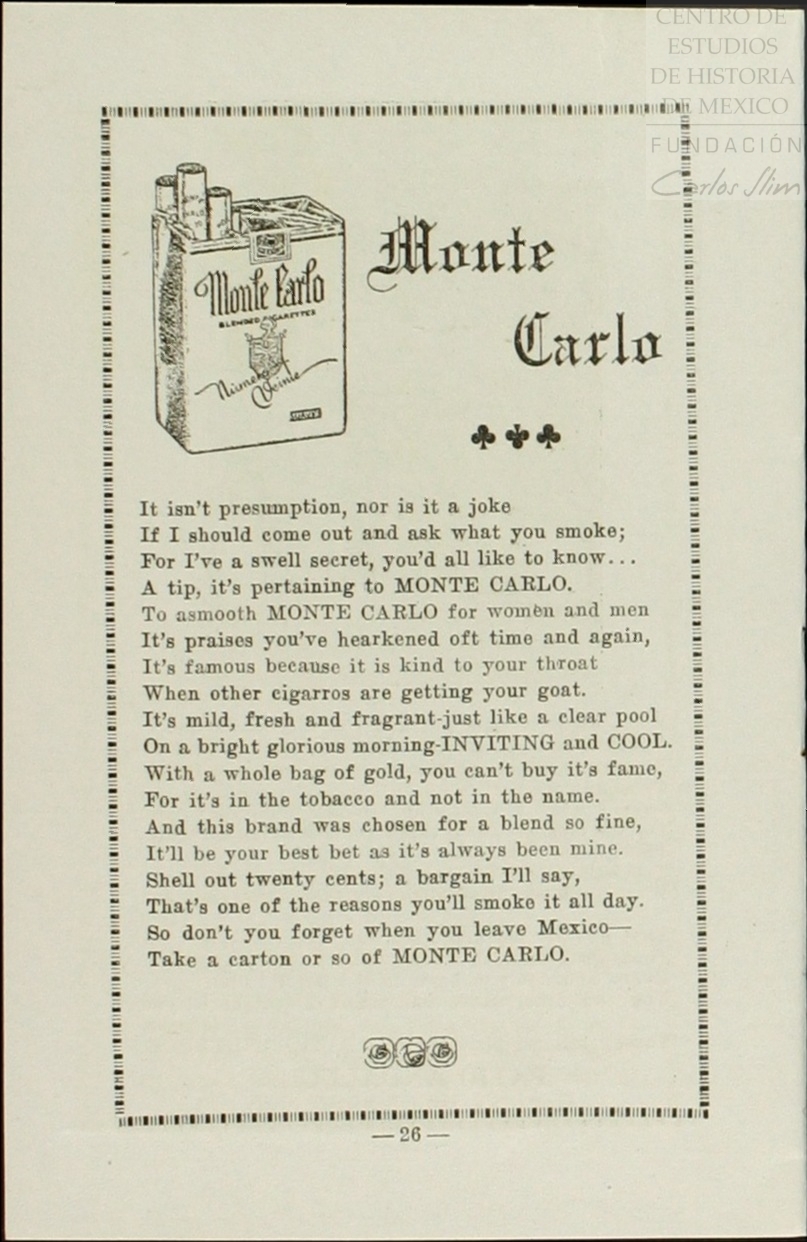 CENTRO DE
ESTUDIOS
DE HISTORIA
DE MEXICO
FUNDACIÓN
Carlos Slim
Monte Carlo
BLENDED CIGARETTES
Número
Veinte
Monte
Carlo
It isn't presumption, nor is it a joke
If I should come out and ask what you smoke;
For I've a swell secret, you'd all like to know...
A tip, it's pertaining to MONTE CARLO.
To asmooth MONTE CARLO for women and men
It's praises you've hearkened oft time and again,
It's famous because it is kind to your throat
When other cigarros are getting your goat.
It's mild, fresh and fragrant-just like a clear pool
On a bright glorious morning-INVITING and COOL.
With a whole bag of gold, you can't buy it's fame,
For it's in the tobacco and not in the name.
And this brand was chosen for a blend so fine,
It'll be your best bet as it's always been mine.
Shell out twenty cents; a bargain I'll say,
That's one of the reasons you'll smoke it all day.
So don't you forget when you leave Mexico—
Take a carton or so of MONTE CARLO.
— 26 —